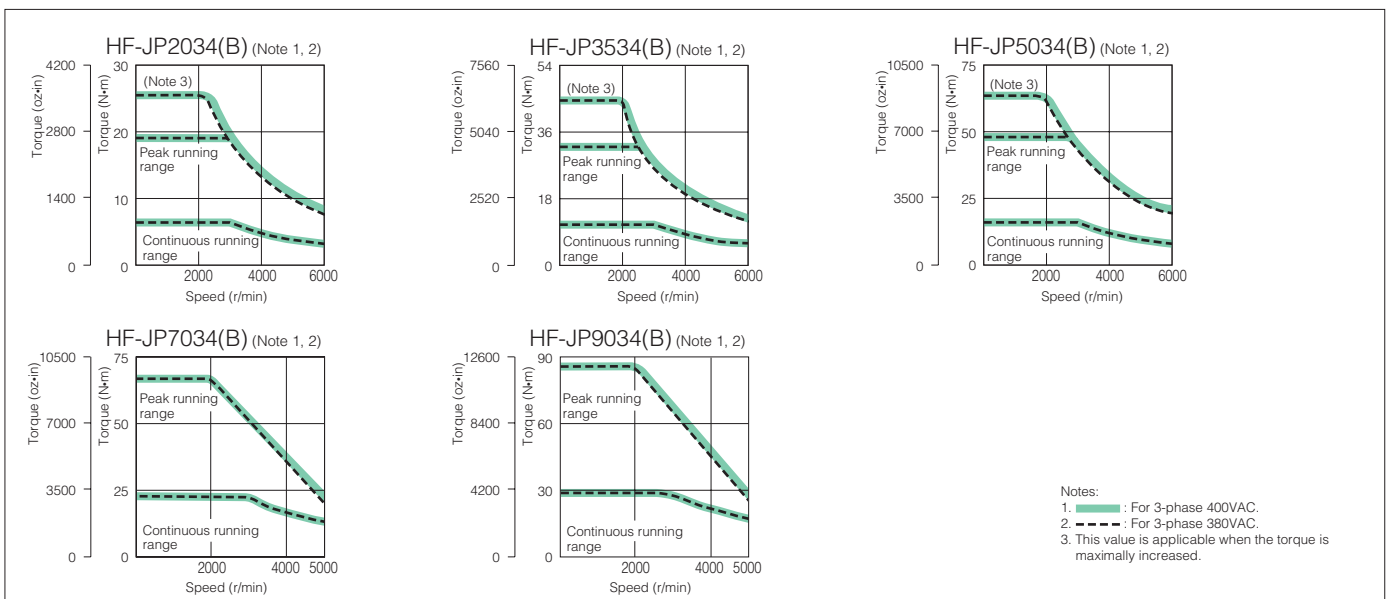 HF-JP2034(B) (Note 1, 2)
4200
2800
1400
0
Torque (oz•in)
30
20
10
0
Torque (N•m)
(Note 3)
Peak running
range
Continuous running
range
2000 4000 6000
Speed (r/min)
HF-JP3534(B) (Note 1, 2)
7560
5040
2520
0
Torque (oz•in)
54
36
18
0
Torque (N•m)
(Note 3)
Peak running
range
Continuous running
range
2000 4000 6000
Speed (r/min)
HF-JP5034(B) (Note 1, 2)
10500
7000
3500
0
Torque (oz•in)
75
50
25
0
Torque (N•m)
(Note 3)
Peak running
range
Continuous running
range
2000 4000 6000
Speed (r/min)
HF-JP7034(B) (Note 1, 2)
10500
7000
3500
0
Torque (oz•in)
75
50
25
0
Torque (N•m)
Peak running
range
Continuous running
range
2000 4000 5000
Speed (r/min)
HF-JP9034(B) (Note 1, 2)
12600
8400
4200
0
Torque (oz•in)
90
60
30
0
Torque (N•m)
Peak running
range
Continuous running
range
2000 4000 5000
Speed (r/min)
Notes:
1. : For 3-phase 400VAC.
2. : For 3-phase 380VAC.
3. This value is applicable when the torque is
maximally increased.